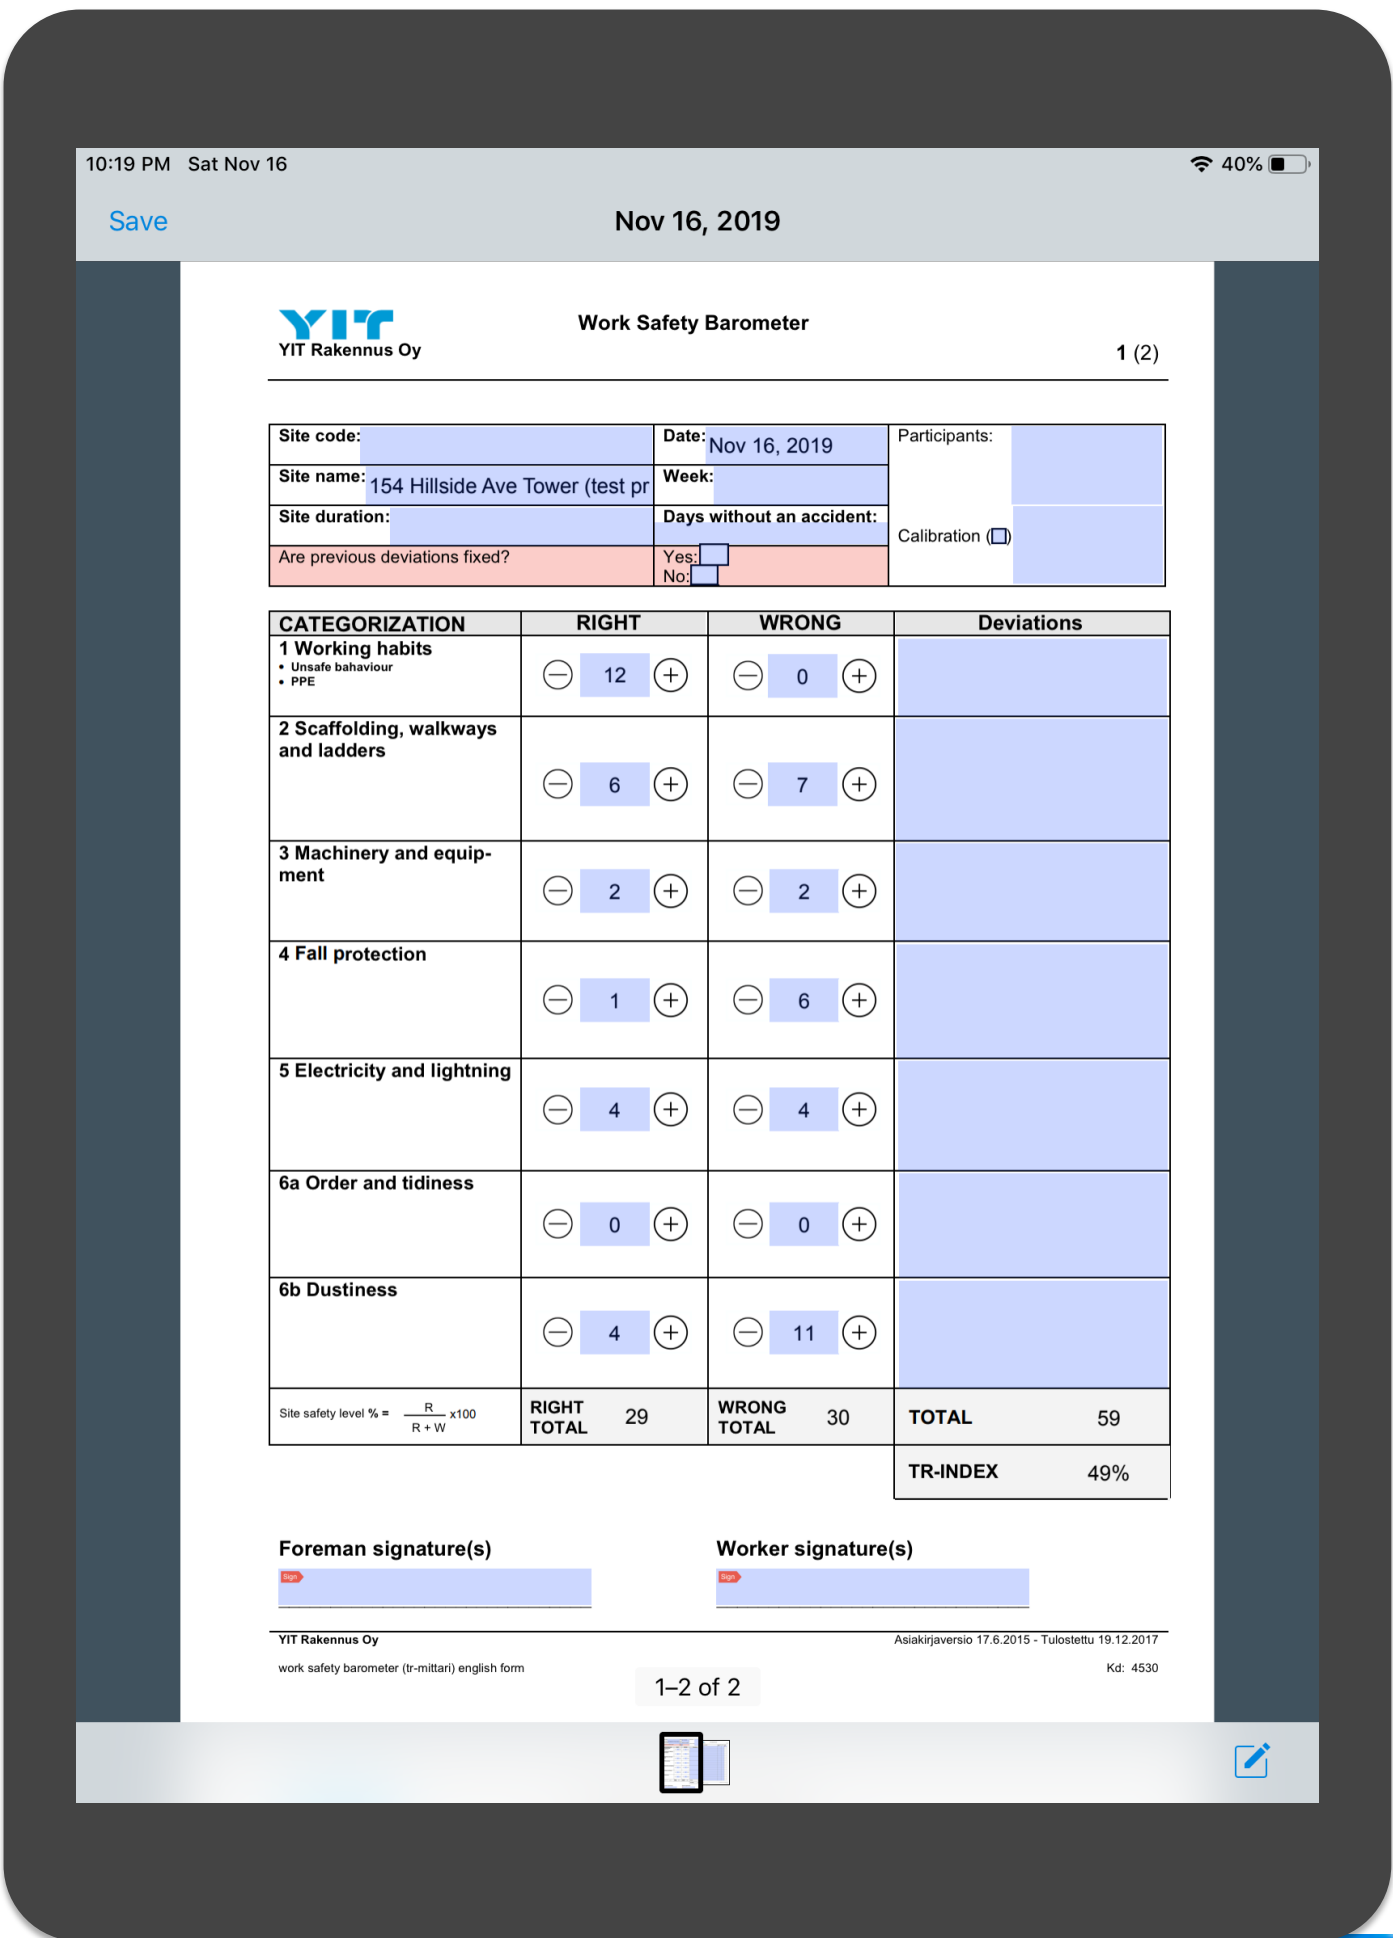 10:19 PM Sat Nov 16
40%
Save
Nov 16, 2019
YIT
YIT Rakennus Oy
Work Safety Barometer
1 (2)
Site code:
Date: Nov 16, 2019
Participants:
Site name: 154 Hillside Ave Tower (test pr
Week:
Site duration:
Days without an accident:
Calibration ( )
Are previous deviations fixed?
Yes:
No:
CATEGORIZATION RIGHT WRONG Deviations
1 Working habits
• Unsafe bahaviour
• PPE
12 0
2 Scaffolding, walkways
and ladders
6 7
3 Machinery and equip-
ment
2 2
4 Fall protection
1 6
5 Electricity and lightning
4 4
6a Order and tidiness
0 0
6b Dustiness
4 11
Site safety level % = R / R + W x100
RIGHT TOTAL 29
WRONG TOTAL 30
TOTAL 59
TR-INDEX 49%
Foreman signature(s)
Worker signature(s)
Sign
Sign
YIT Rakennus Oy
Asiakirjaversio 17.6.2015 - Tulostettu 19.12.2017
work safety barometer (tr-mittari) english form
Kd: 4530
1–2 of 2